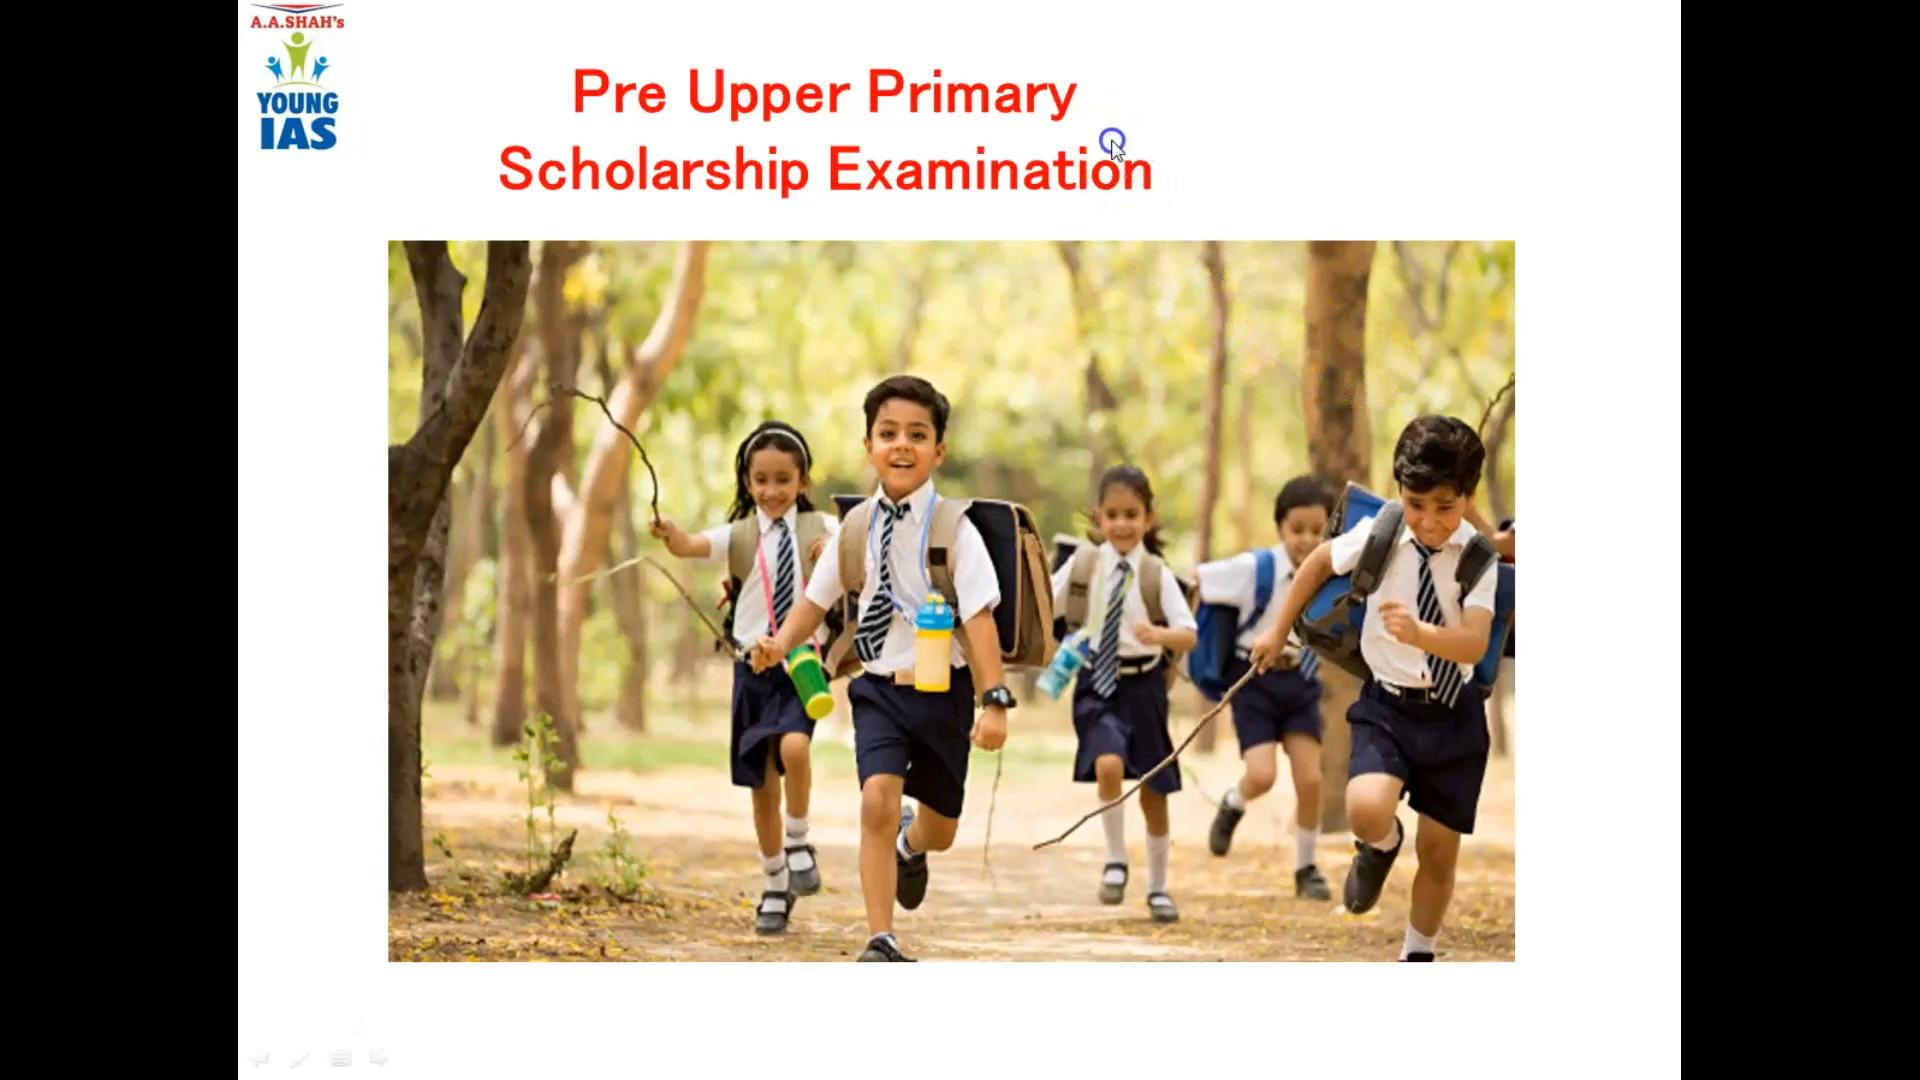 A.A.SHAH's
YOUNG
IAS
Pre Upper Primary
Scholarship Examination